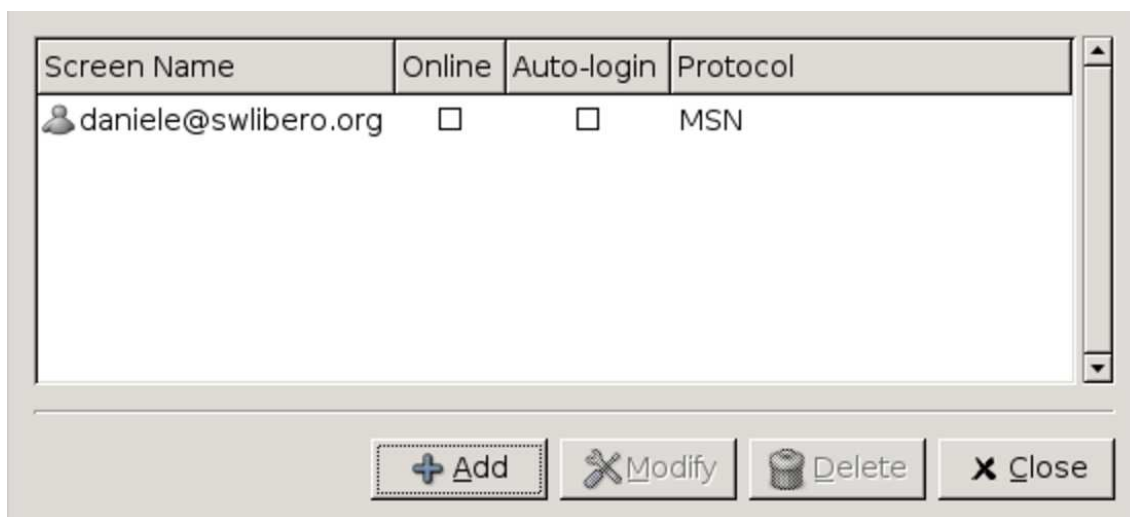 Screen Name Online Auto-login Protocol
daniele@swlibero.org MSN
Add Modify Delete Close